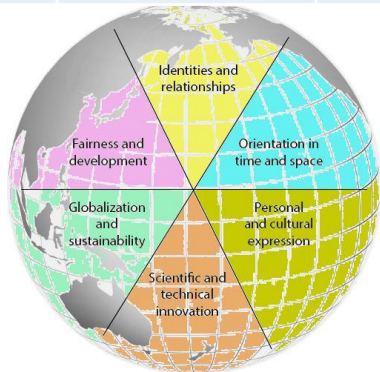 Identities and
relationships
Fairness and
development
Orientation in
time and space
Globalization
and
sustainability
Personal
and cultural
expression
Scientific and
technical
innovation